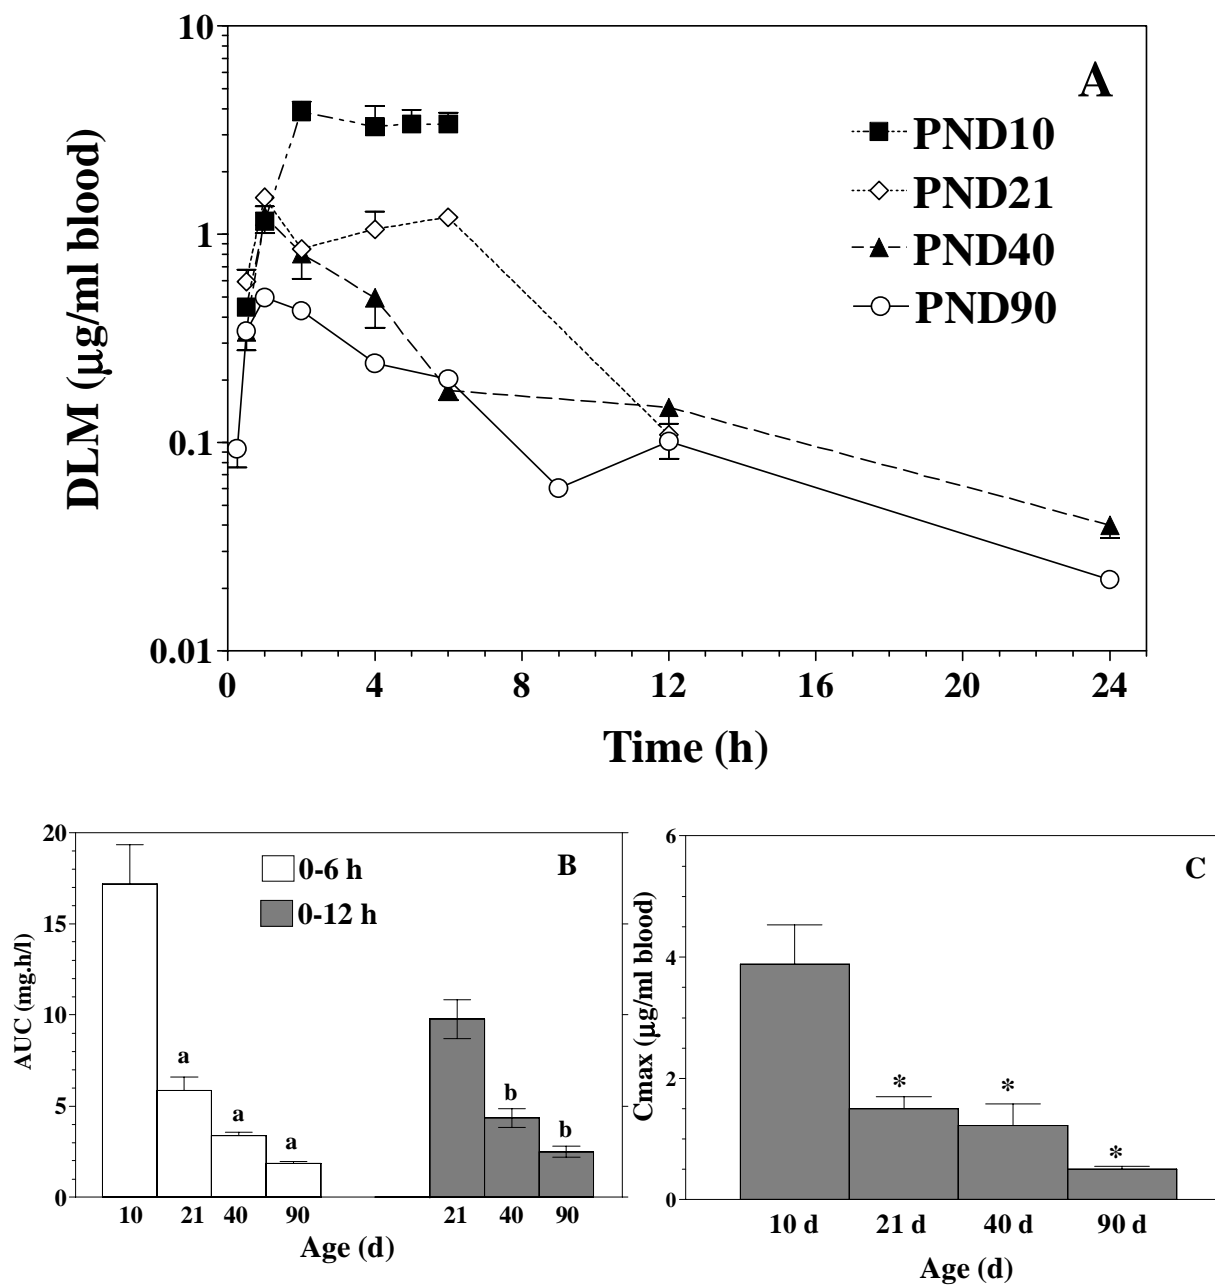 10
A
PND10
PND21
1
PND40
PND90
DLM (μg/ml blood)
0.1
0.01
0 4 8 12 16 20 24
Time (h)
20
B
0-6 h
0-12 h
15
AUC (mg.h/l)
10
a
5
a
b
a
b
0
10 21 40 90 21 40 90
Age (d)
6
C
Cmax (μg/ml blood)
4
2
* *
*
0
10 d 21 d 40 d 90 d
Age (d)